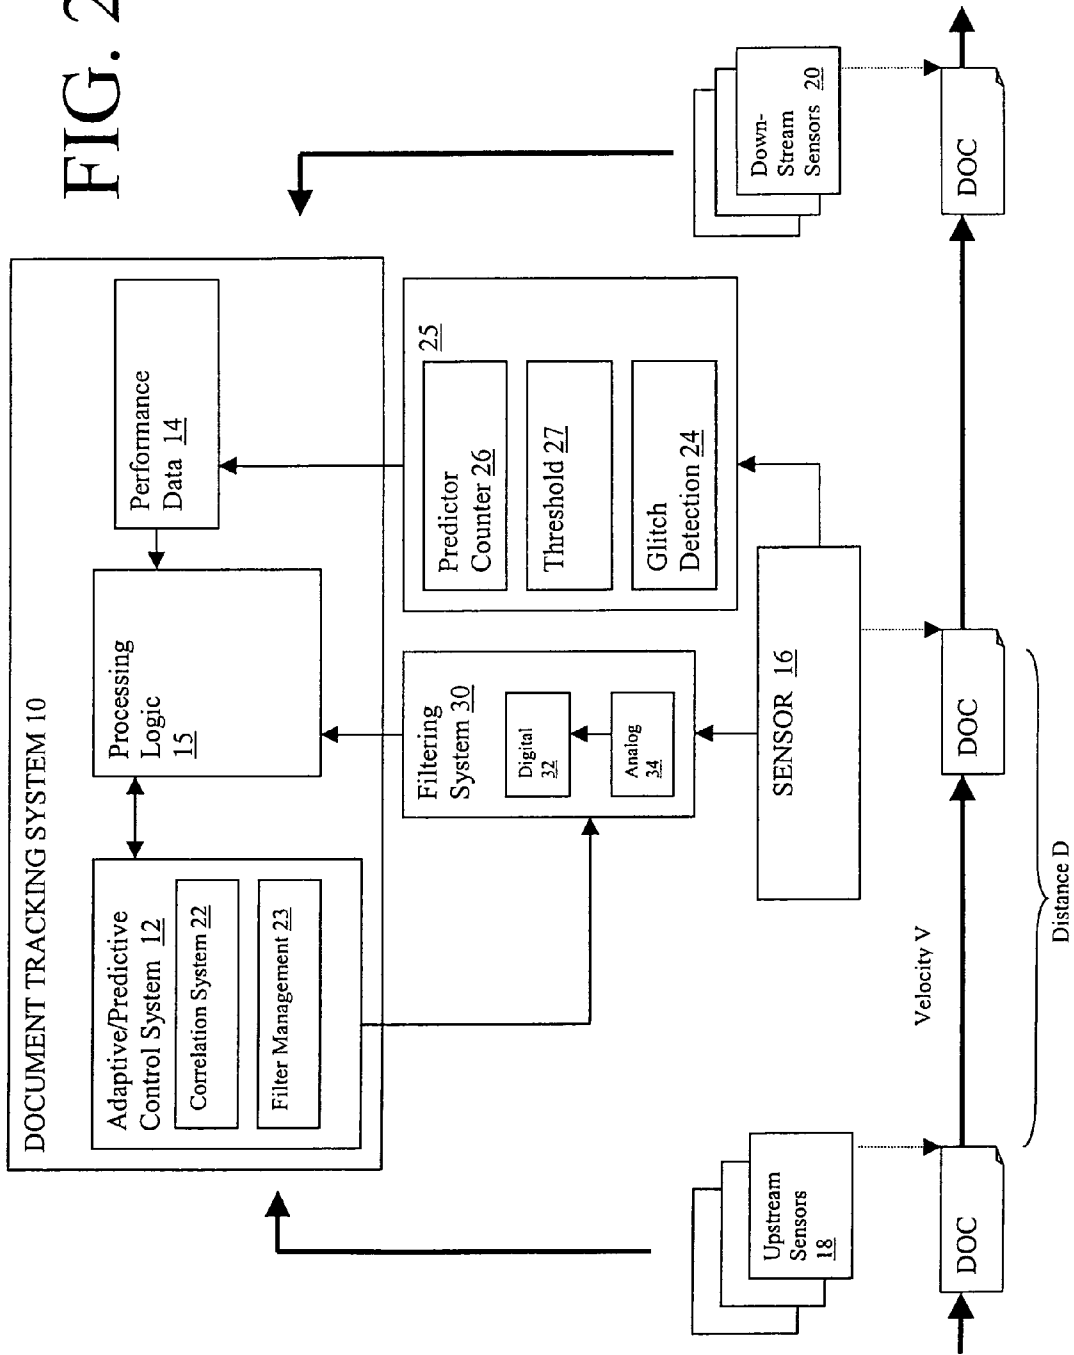 FIG. 2
DOCUMENT TRACKING SYSTEM 10
Adaptive/Predictive
Control System 12
Correlation System 22
Filter Management 23
Processing
Logic
15
Performance
Data 14
Filtering
System 30
Digital
32
Analog
34
25
Predictor
Counter 26
Threshold 27
Glitch
Detection 24
Upstream
Sensors
18
SENSOR 16
Down-
Stream
Sensors 20
Velocity V
DOC
DOC
DOC
Distance D